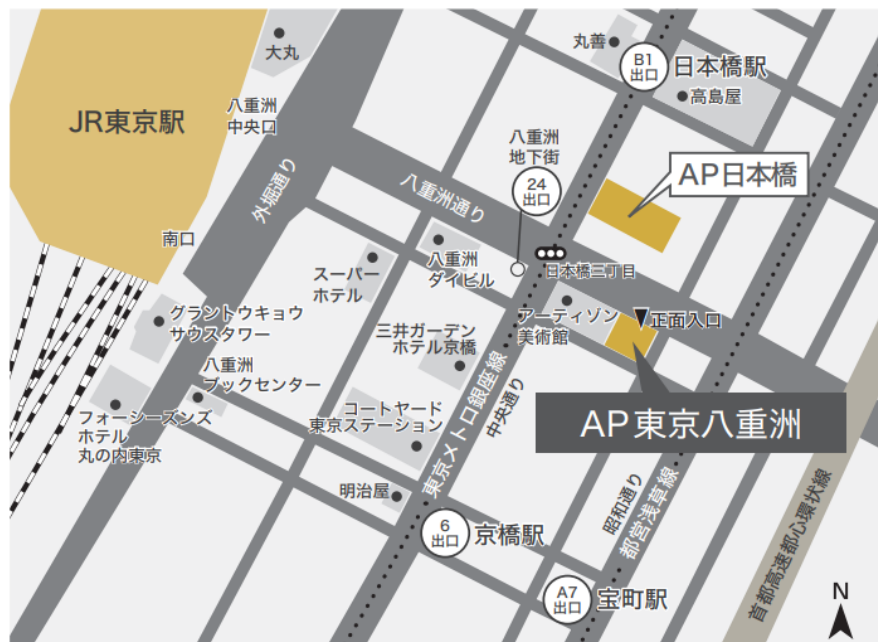 大丸
丸善
B1
出口
日本橋駅
高島屋
JR東京駅
八重洲
中央口
八重洲
地下街
24
出口
AP日本橋
外堀通り
八重洲通り
南口
八重洲
ダイビル
日本橋三丁目
スーパー
ホテル
アーティゾン
美術館
正面入口
グラントウキョウ
サウスタワー
三井ガーデン
ホテル京橋
八重洲
ブックセンター
フォーシーズンズ
ホテル
丸の内東京
コートヤード
東京ステーション
東京メトロ銀座線
中央通り
AP東京八重洲
明治屋
6
出口
京橋駅
昭和通り
都営浅草線
首都高速都心環状線
A7
出口
宝町駅
N